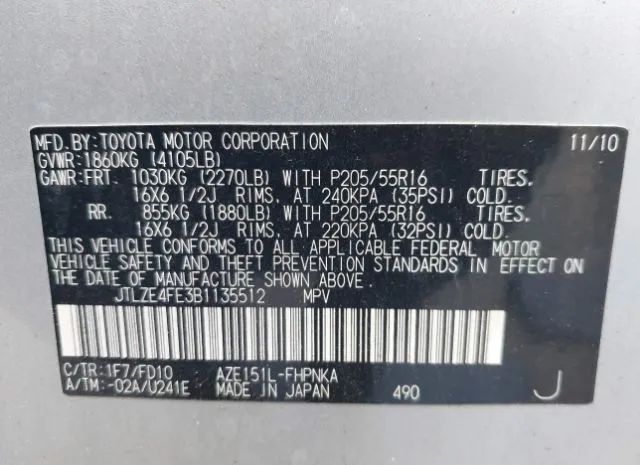 MFD.BY:TOYOTA MOTOR CORPORATION 11/10
GVWR:1860KG (4105LB)
GAWR:FRT. 1030KG (2270LB) WITH P205/55R16 TIRES.
16X6 1/2J RIMS. AT 240KPA (35PSI) COLD.
RR. 855KG (1880LB) WITH P205/55R16 TIRES.
16X6 1/2J RIMS. AT 220KPA (32PSI) COLD.
THIS VEHICLE CONFORMS TO ALL APPLICABLE FEDERAL MOTOR
VEHICLE SAFETY AND THEFT PREVENTION STANDARDS IN EFFECT ON
THE DATE OF MANUFACTURE SHOWN ABOVE.
JTLZE4FE3B1135512 MPV
C/TR:1F7/FD10 AZE151L-FHPNKA
A/TM:-02A/U241E MADE IN JAPAN 490 J